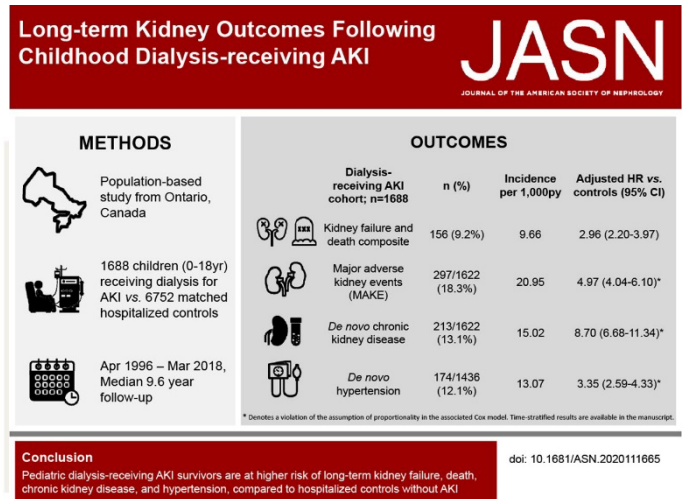 Long-term Kidney Outcomes Following
Childhood Dialysis-receiving AKI
JASN
JOURNAL OF THE AMERICAN SOCIETY OF NEPHROLOGY
METHODS
Population-based
study from Ontario,
Canada
1688 children (0-18yr)
receiving dialysis for
AKI vs. 6752 matched
hospitalized controls
Apr 1996 – Mar 2018,
Median 9.6 year
follow-up
OUTCOMES
Dialysis-
receiving AKI
cohort; n=1688
n (%)
Incidence
per 1,000py
Adjusted HR vs.
controls (95% CI)
Kidney failure and
death composite
156 (9.2%)
9.66
2.96 (2.20-3.97)
Major adverse
kidney events
(MAKE)
297/1622
(18.3%)
20.95
4.97 (4.04-6.10)*
De novo chronic
kidney disease
213/1622
(13.1%)
15.02
8.70 (6.68-11.34)*
De novo
hypertension
174/1436
(12.1%)
13.07
3.35 (2.59-4.33)*
* Denotes a violation of the assumption of proportionality in the associated Cox model. Time-stratified results are available in the manuscript.
Conclusion
Pediatric dialysis-receiving AKI survivors are at higher risk of long-term kidney failure, death,
chronic kidney disease, and hypertension, compared to hospitalized controls without AKI
doi: 10.1681/ASN.2020111665